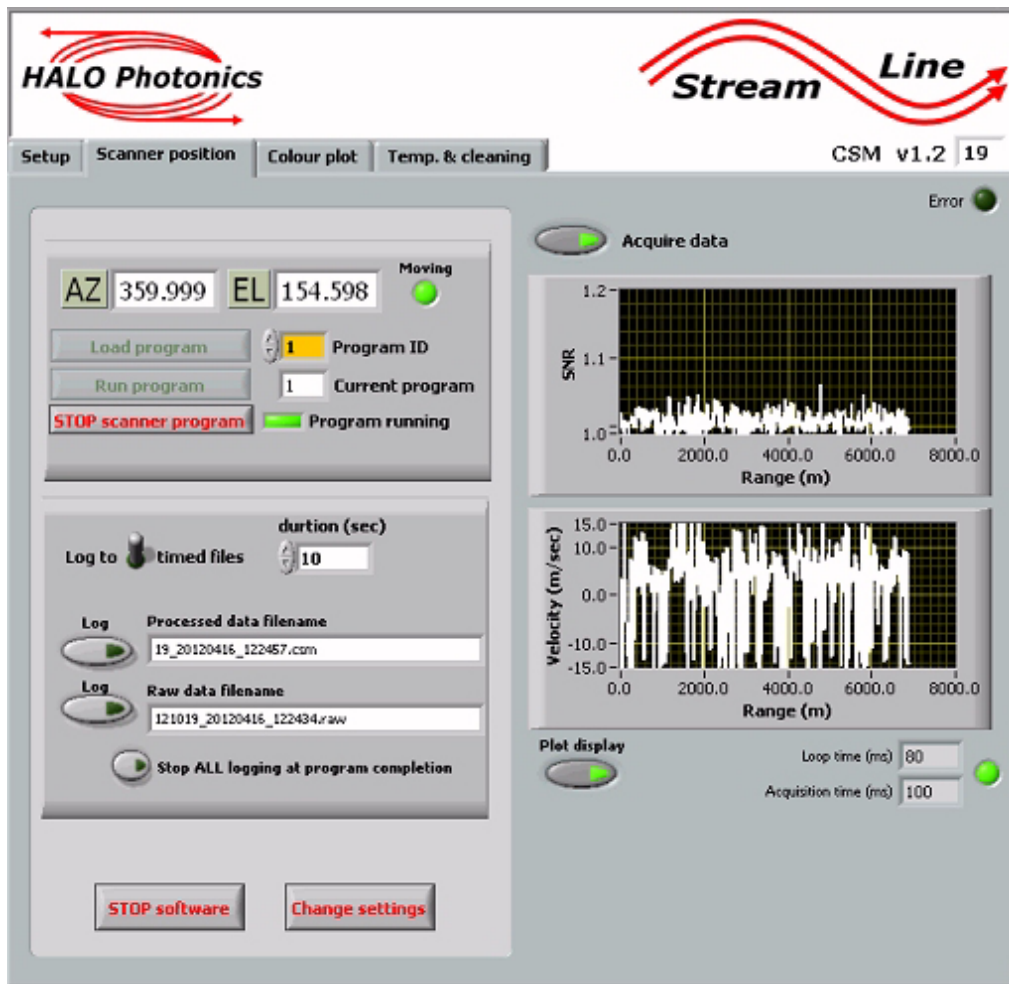 HALO Photonics
Stream Line
Setup
Scanner position
Colour plot
Temp. & cleaning
CSM v1.2 19
Error
AZ 359.999 EL 154.598 Moving
Load program 1 Program ID
Run program 1 Current program
STOP scanner program Program running
Log to timed files
durtion (sec)
10
Log Processed data filename
19_20120416_122457.csm
Log Raw data filename
121019_20120416_122434.raw
Stop ALL logging at program completion
STOP software
Change settings
Acquire data
1.2
1.1
1.0
SNR
0.0 2000.0 4000.0 6000.0 8000.0
Range (m)
15.0
10.0
0.0
-10.0
-15.0
Velocity (m/sec)
0.0 2000.0 4000.0 6000.0 8000.0
Range (m)
Plot display
Loop time (ms) 80
Acquisition time (ms) 100